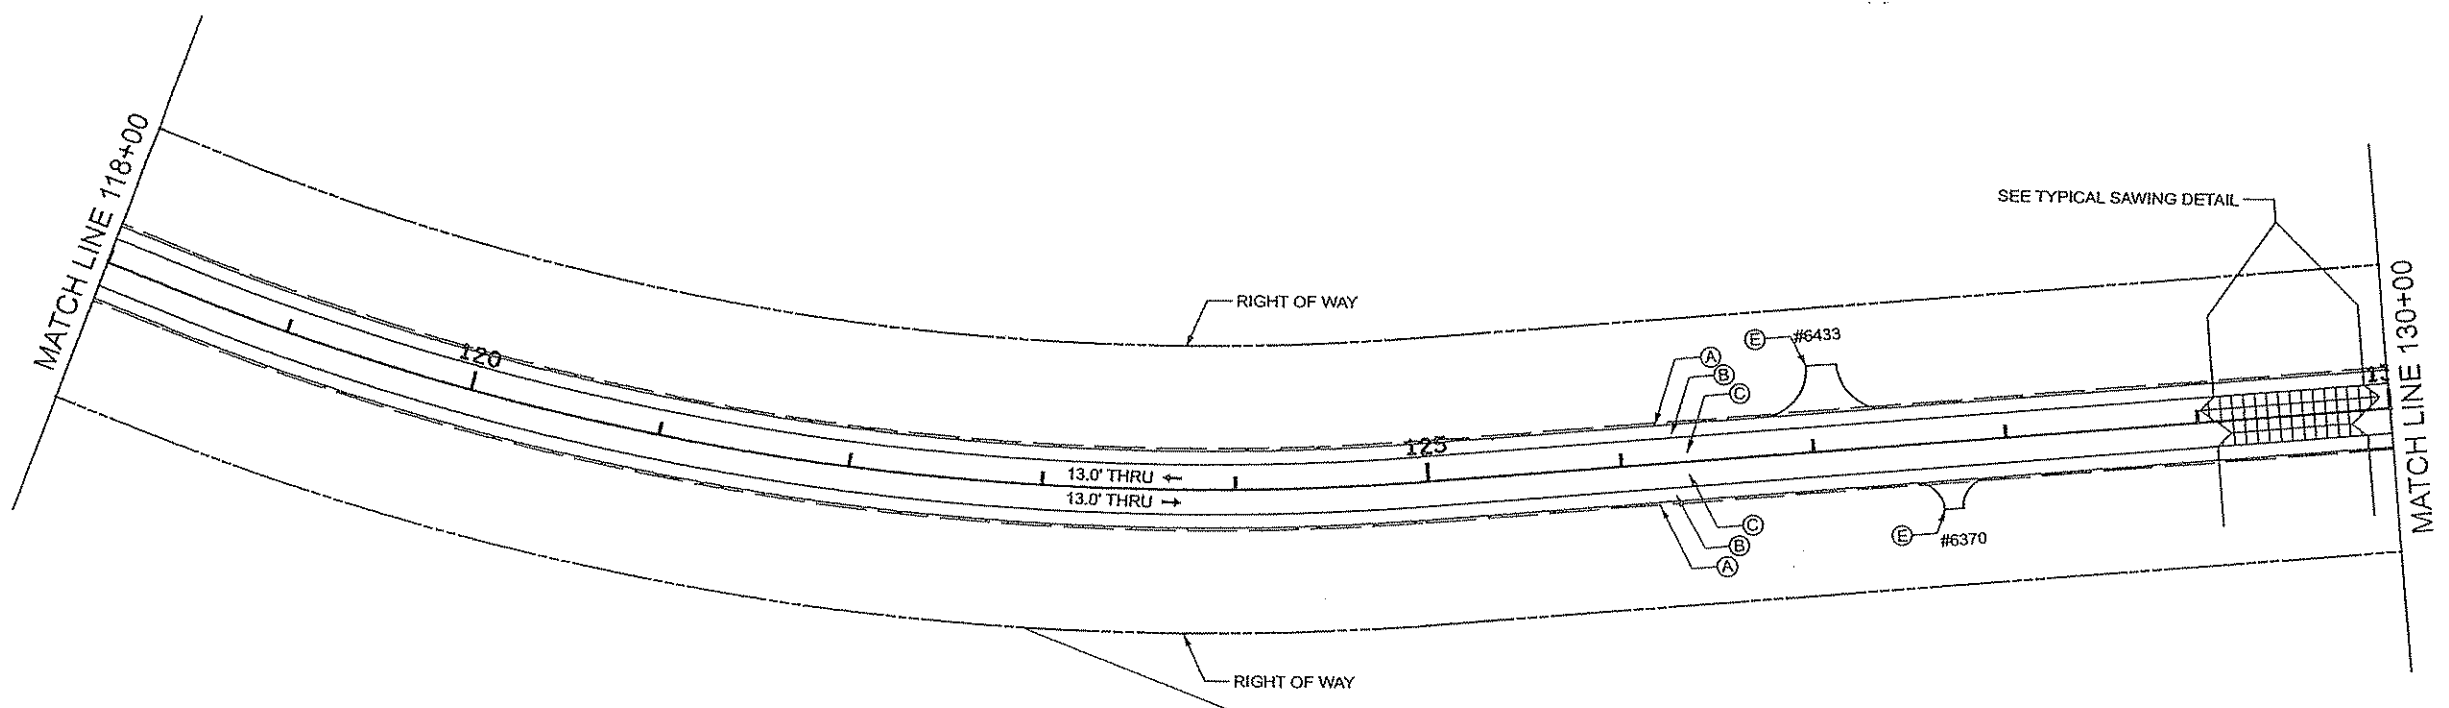 MATCH LINE 118+00
120
RIGHT OF WAY
13.0' THRU ←
13.0' THRU →
RIGHT OF WAY
125
A
B
C
E
#6433
C
B
A
E
#6370
SEE TYPICAL SAWING DETAIL
13
MATCH LINE 130+00